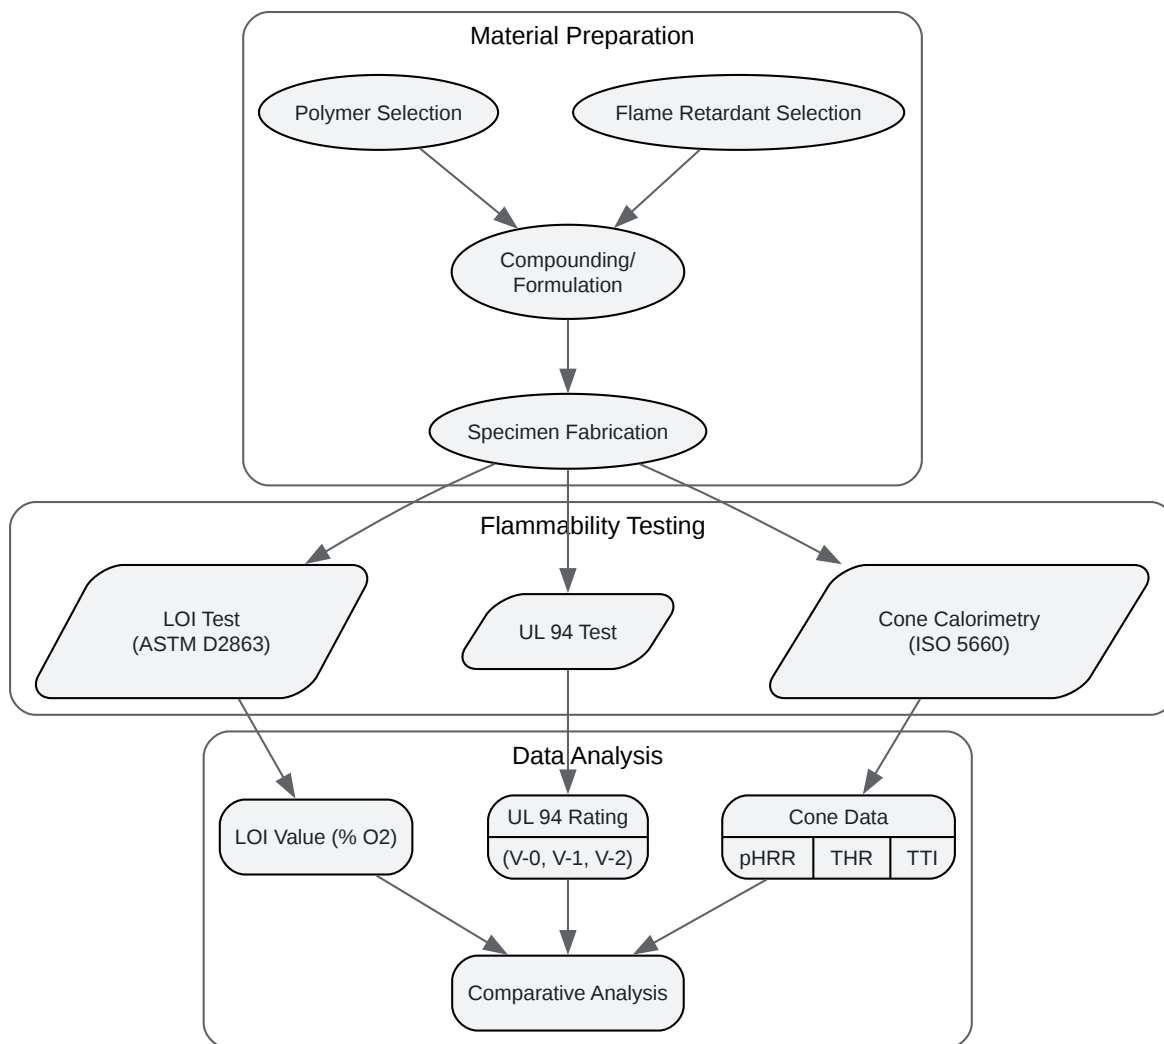 Material Preparation
Polymer Selection
Flame Retardant Selection
Compounding/
Formulation
Specimen Fabrication
Flammability Testing
LOI Test
(ASTM D2863)
UL 94 Test
Cone Calorimetry
(ISO 5660)
Data Analysis
LOI Value (% O2)
UL 94 Rating
(V-0, V-1, V-2)
Cone Data
pHRR
THR
TTI
Comparative Analysis